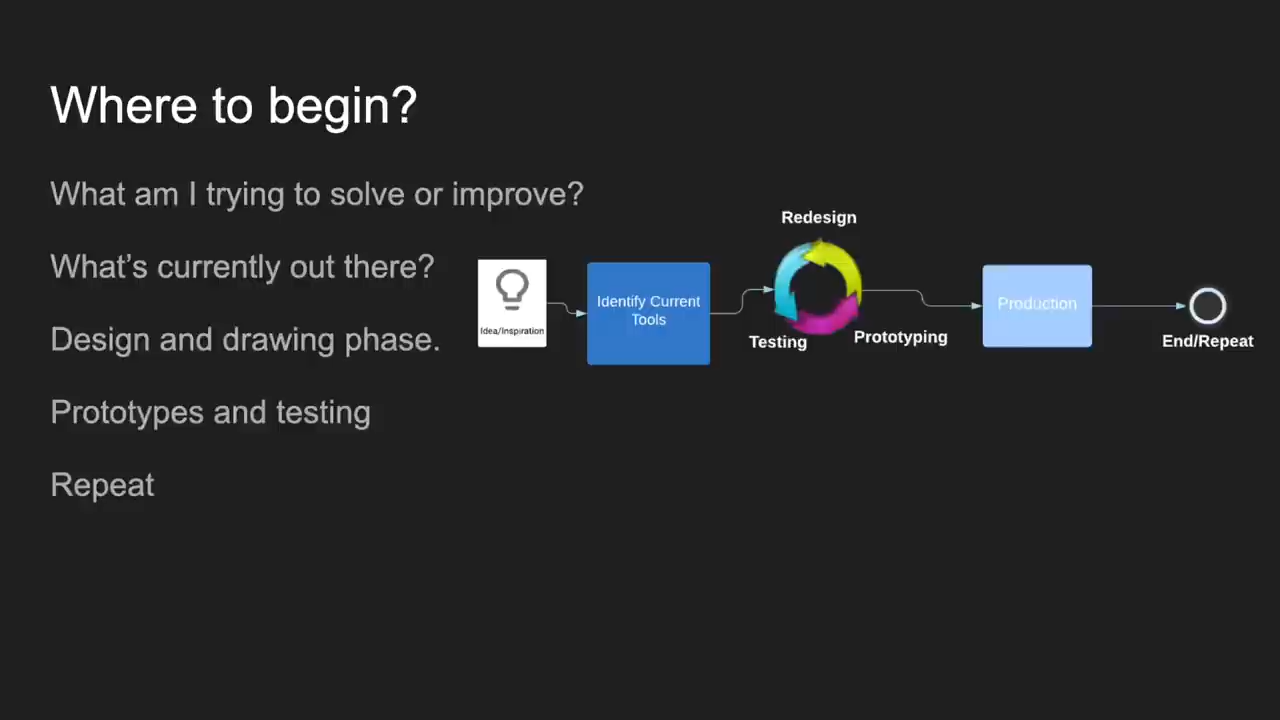 Where to begin?
What am I trying to solve or improve?
What’s currently out there?
Design and drawing phase.
Prototypes and testing
Repeat
Idea/Inspiration
Identify Current
Tools
Redesign
Testing
Prototyping
Production
End/Repeat